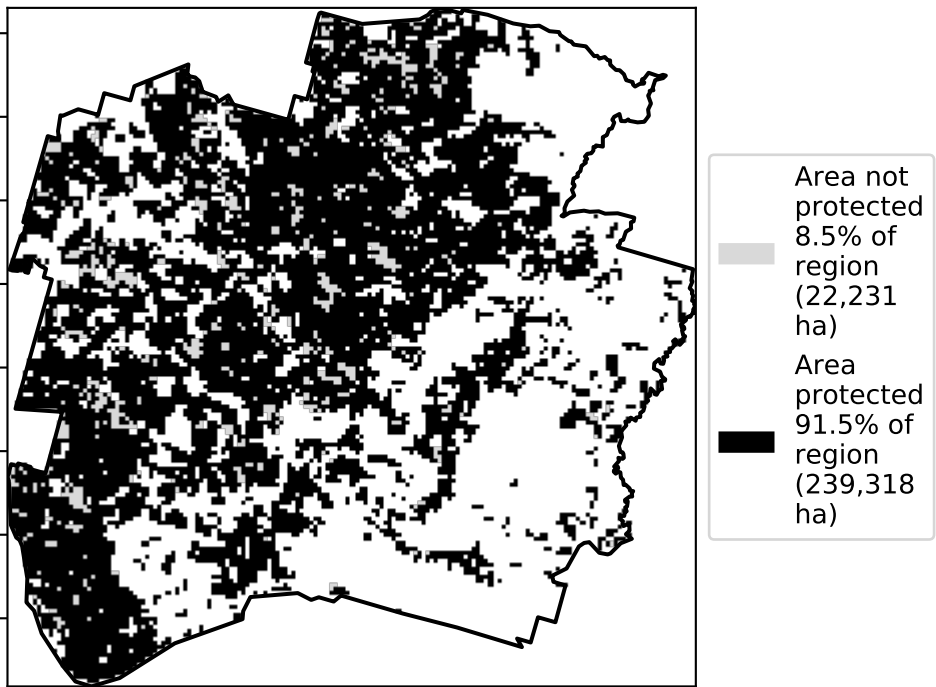 Area not
protected
8.5% of
region
(22,231
ha)
Area
protected
91.5% of
region
(239,318
ha)